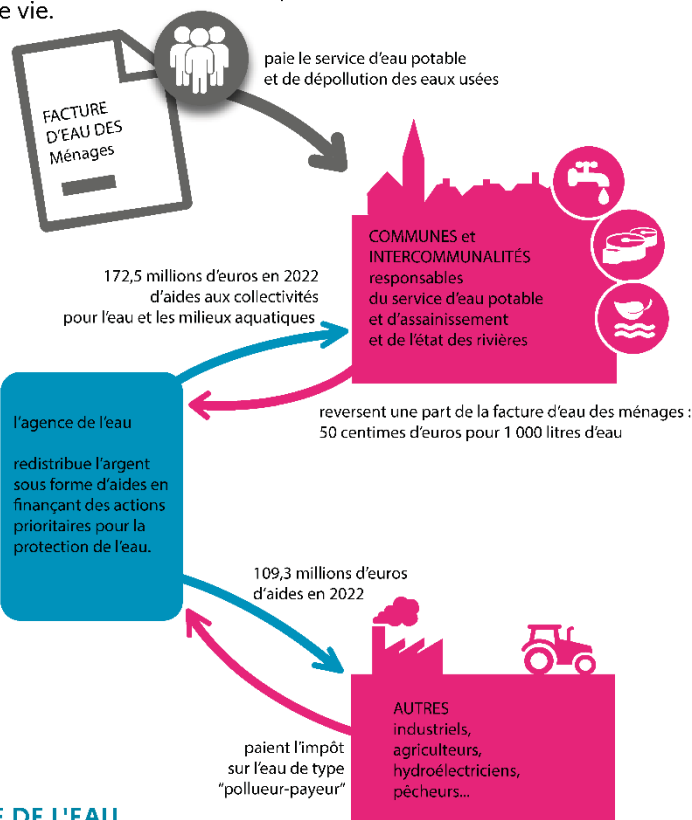 e vie.
paie le service d'eau potable
et de dépollution des eaux usées
FACTURE
D'EAU DES
Ménages
COMMUNES et
INTERCOMMUNALITÉS
responsables
du service d'eau potable
et d'assainissement
et de l'état des rivières
172,5 millions d'euros en 2022
d'aides aux collectivités
pour l'eau et les milieux aquatiques
reversent une part de la facture d'eau des ménages :
50 centimes d'euros pour 1 000 litres d'eau
l'agence de l'eau
redistribue l'argent
sous forme d'aides en
finançant des actions
prioritaires pour la
protection de l'eau.
109,3 millions d'euros
d'aides en 2022
AUTRES
industriels,
agriculteurs,
hydroélectriciens,
pêcheurs...
paient l'impôt
sur l'eau de type
"pollueur-payeur"
E DE L'EAU